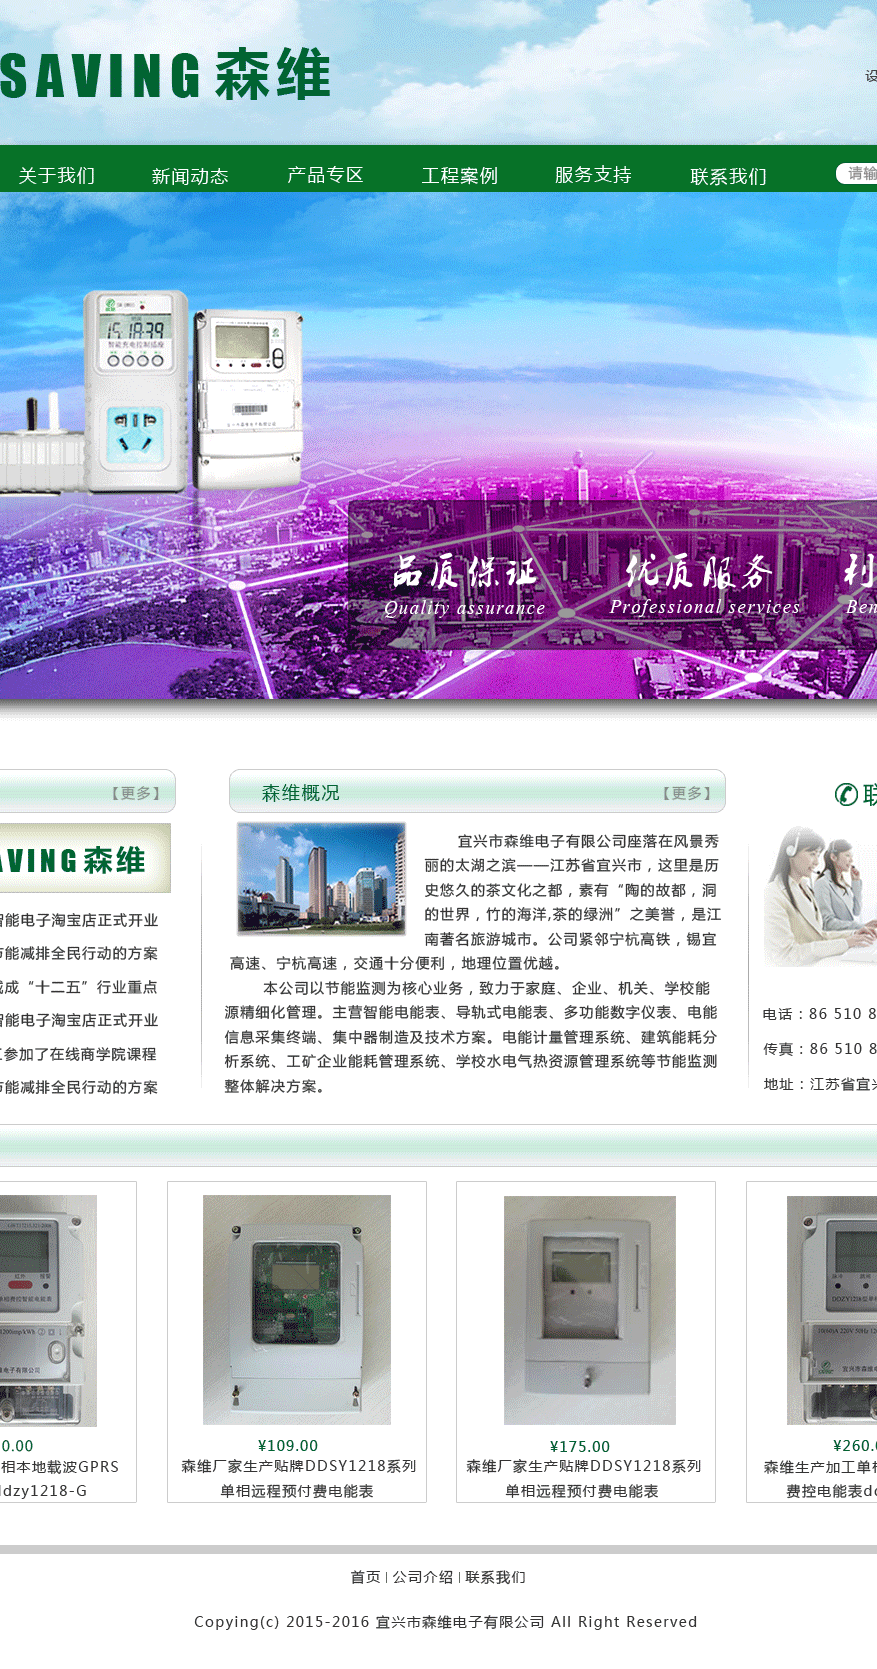 SAVING 森维
设
关于我们 新闻动态 产品专区 工程案例 服务支持 联系我们 请输
15:18:39
智能充电控制插座
品质保证 优质服务 利
Quality assurance Professional services Ben
【更多】 森维概况 【更多】
AVING 森维
智能电子淘宝店正式开业
节能减排全民行动的方案
成成“十二五”行业重点
智能电子淘宝店正式开业
参加了在线商学院课程
节能减排全民行动的方案
宜兴市森维电子有限公司座落在风景秀
丽的太湖之滨——江苏省宜兴市，这里是历
史悠久的茶文化之都，素有“陶的故都，洞
的世界，竹的海洋,茶的绿洲”之美誉，是江
南著名旅游城市。公司紧邻宁杭高铁，锡宜
高速、宁杭高速，交通十分便利，地理位置优越。
本公司以节能监测为核心业务，致力于家庭、企业、机关、学校能
源精细化管理。主营智能电能表、导轨式电能表、多功能数字仪表、电能
信息采集终端、集中器制造及技术方案。电能计量管理系统、建筑能耗分
析系统、工矿企业能耗管理系统、学校水电气热资源管理系统等节能监测
整体解决方案。
联
电话：86 510 8
传真：86 510 8
地址：江苏省宜兴
0.00
相本地载波GPRS
ddzy1218-G
¥109.00
森维厂家生产贴牌DDSY1218系列
单相远程预付费电能表
¥175.00
森维厂家生产贴牌DDSY1218系列
单相远程预付费电能表
¥260.0
森维生产加工单相
费控电能表dd
首页 | 公司介绍 | 联系我们
Copying(c) 2015-2016 宜兴市森维电子有限公司 All Right Reserved